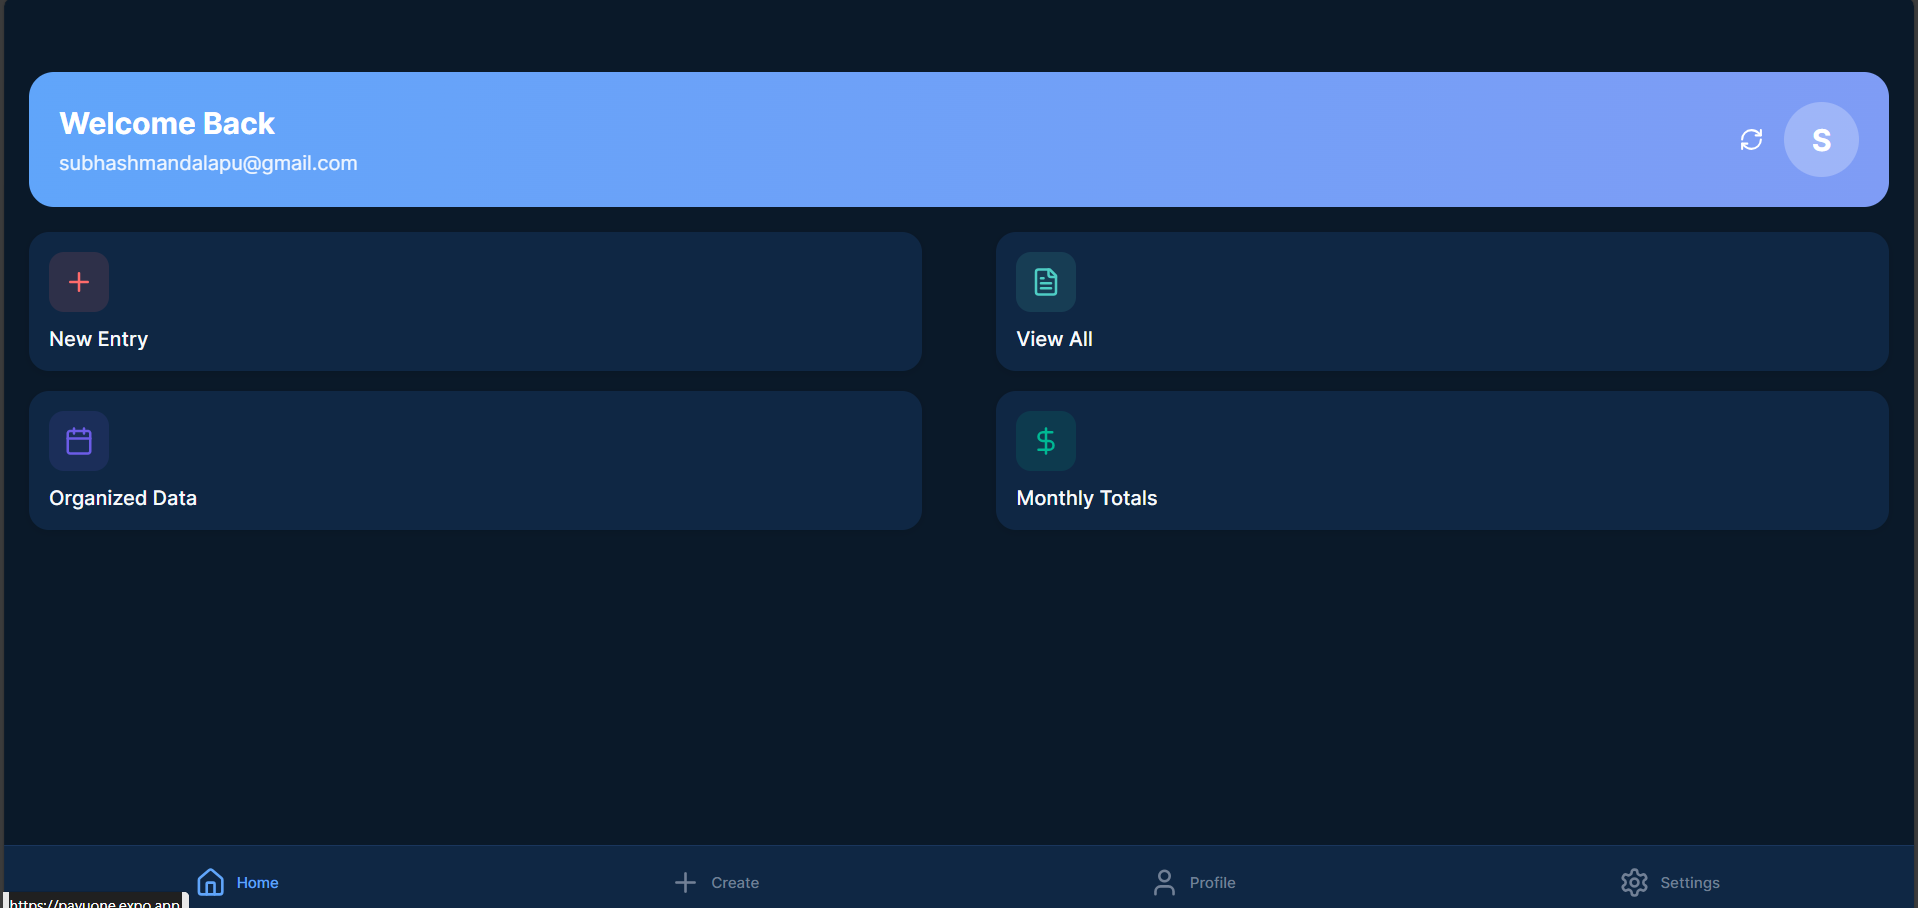 Welcome Back
subhashmandalapu@gmail.com
S
New Entry
View All
Organized Data
Monthly Totals
Home
Create
Profile
Settings
https://payuone.expo.app